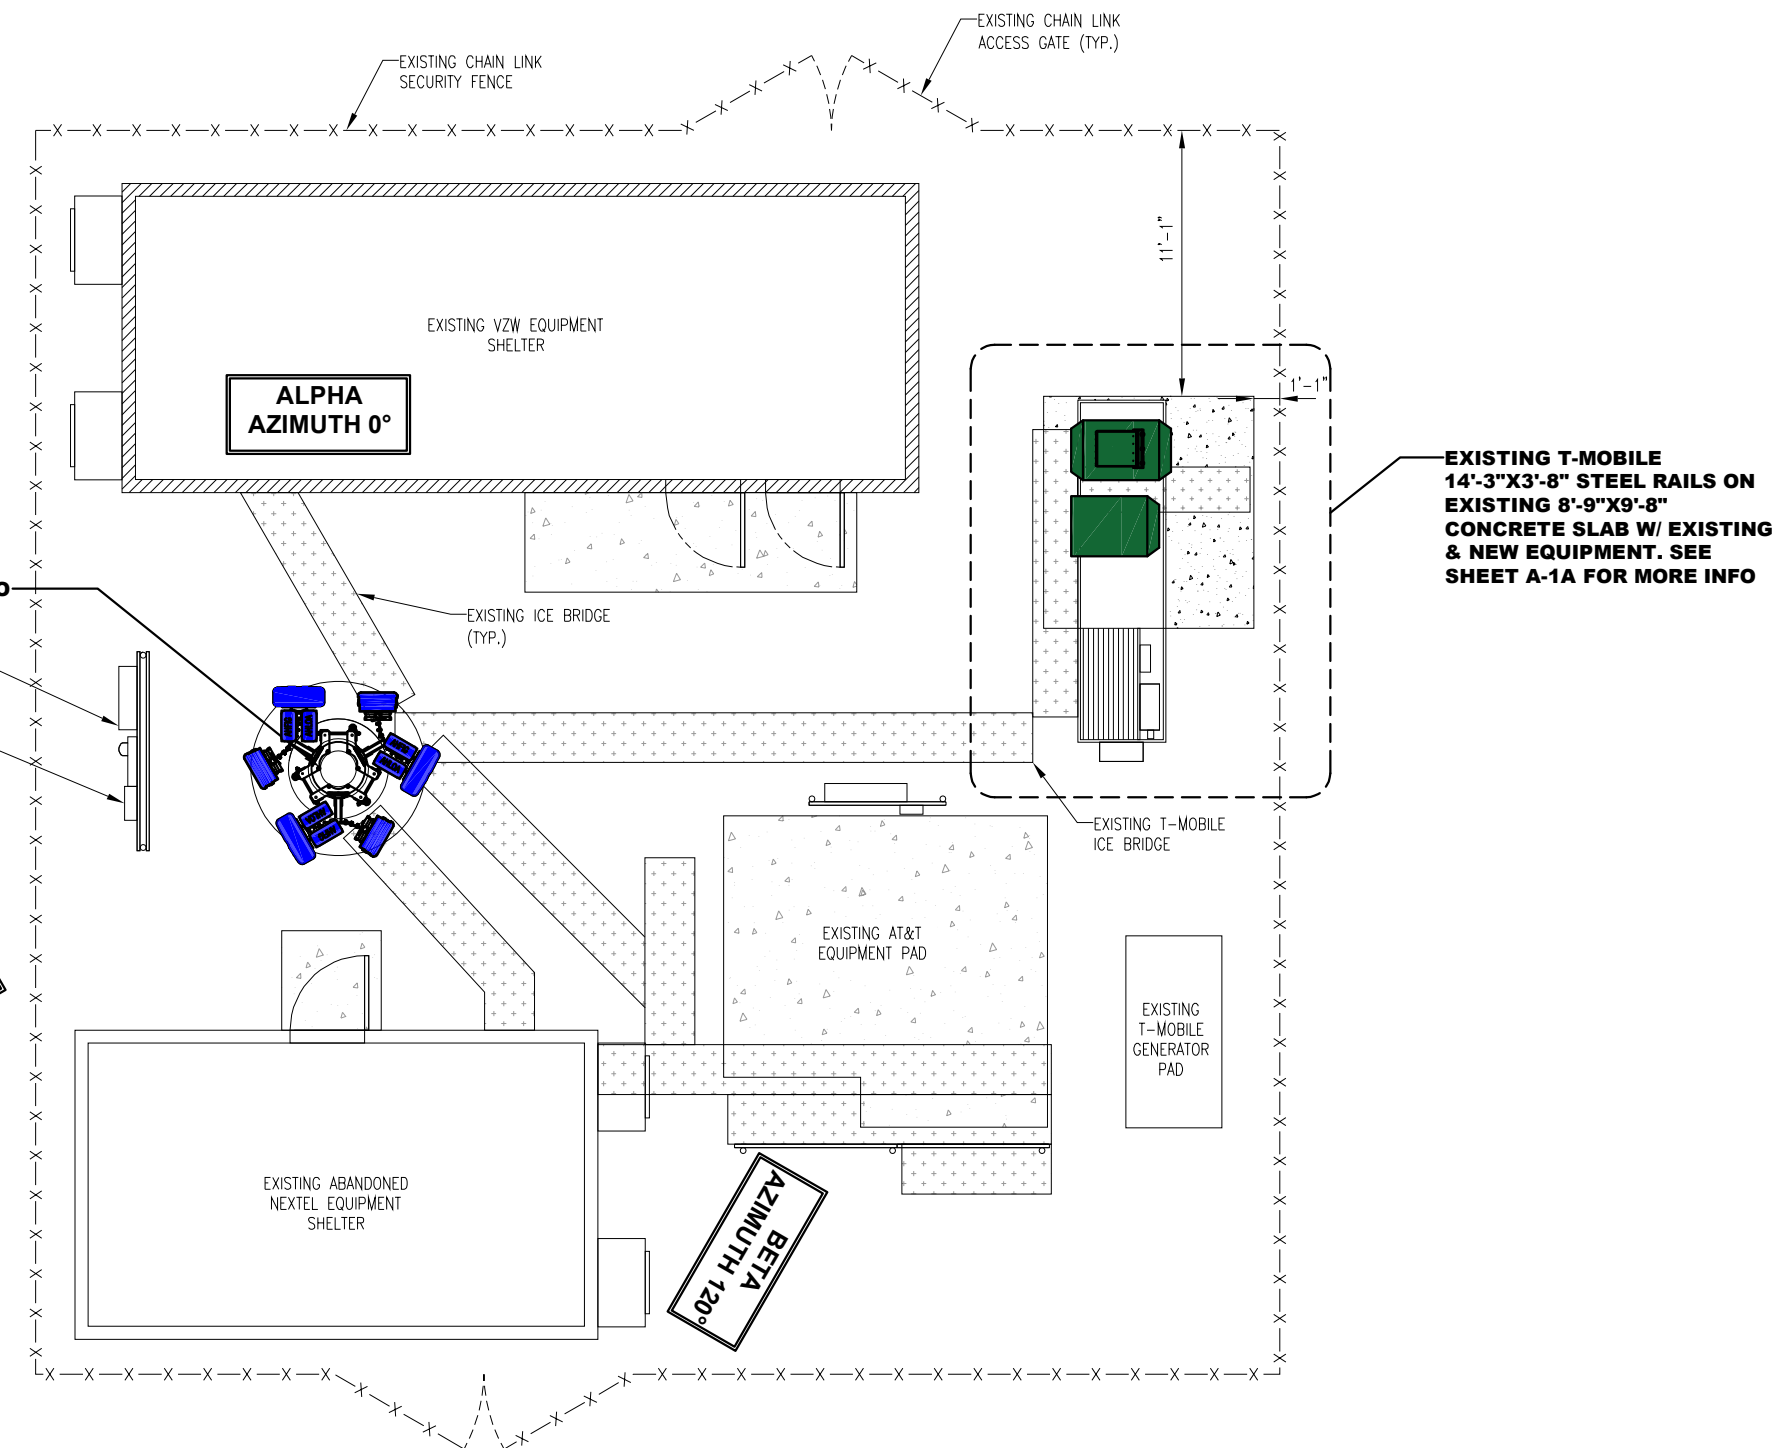 EXISTING CHAIN LINK
ACCESS GATE (TYP.)
EXISTING CHAIN LINK
SECURITY FENCE
11'-1"
EXISTING VZW EQUIPMENT
SHELTER
ALPHA
AZIMUTH 0°
1'-1"
EXISTING T-MOBILE
14'-3"X3'-8" STEEL RAILS ON
EXISTING 8'-9"X9'-8"
CONCRETE SLAB W/ EXISTING
& NEW EQUIPMENT. SEE
SHEET A-1A FOR MORE INFO
EXISTING ICE BRIDGE
(TYP.)
EXISTING T-MOBILE
ICE BRIDGE
EXISTING AT&T
EQUIPMENT PAD
EXISTING
T-MOBILE
GENERATOR
PAD
EXISTING ABANDONED
NEXTEL EQUIPMENT
SHELTER
BETA
AZIMUTH 120°